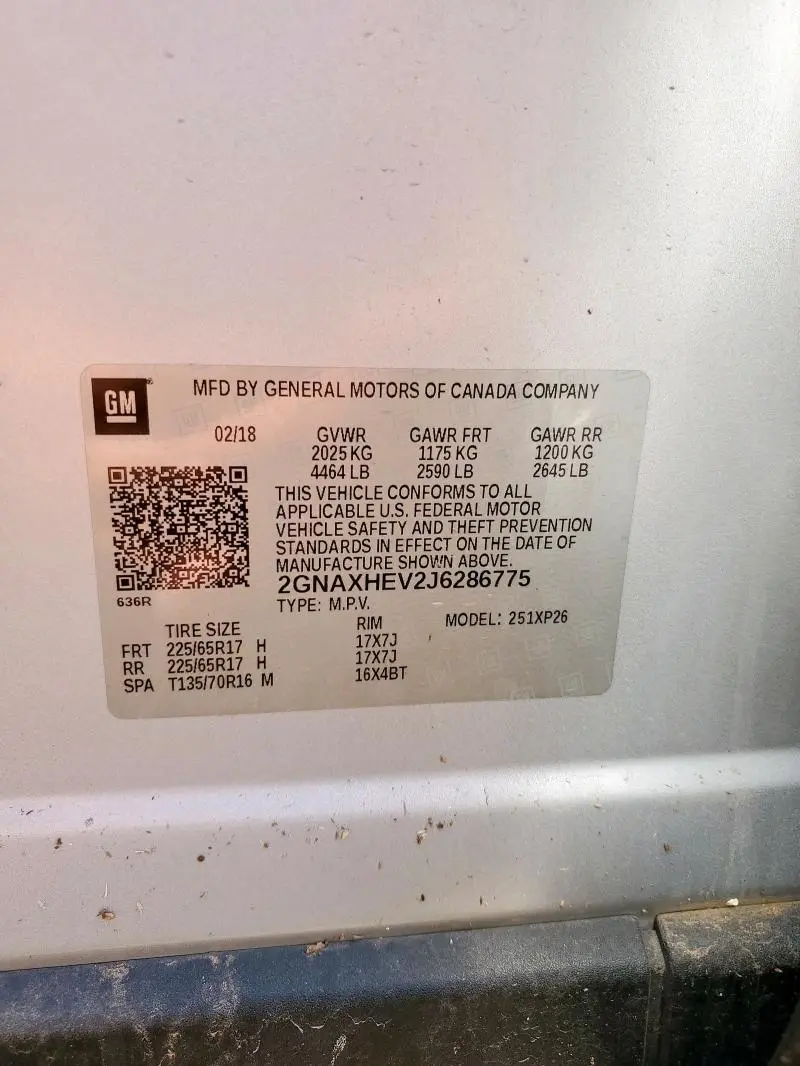 GM
MFD BY GENERAL MOTORS OF CANADA COMPANY
02/18 GVWR GAWR FRT GAWR RR
2025 KG 1175 KG 1200 KG
4464 LB 2590 LB 2645 LB
THIS VEHICLE CONFORMS TO ALL
APPLICABLE U.S. FEDERAL MOTOR
VEHICLE SAFETY AND THEFT PREVENTION
STANDARDS IN EFFECT ON THE DATE OF
MANUFACTURE SHOWN ABOVE.
2GNAXHEV2J6286775
636R
TYPE: M.P.V.
MODEL: 251XP26
TIRE SIZE RIM
FRT 225/65R17 H 17X7J
RR 225/65R17 H 17X7J
SPA T135/70R16 M 16X4BT